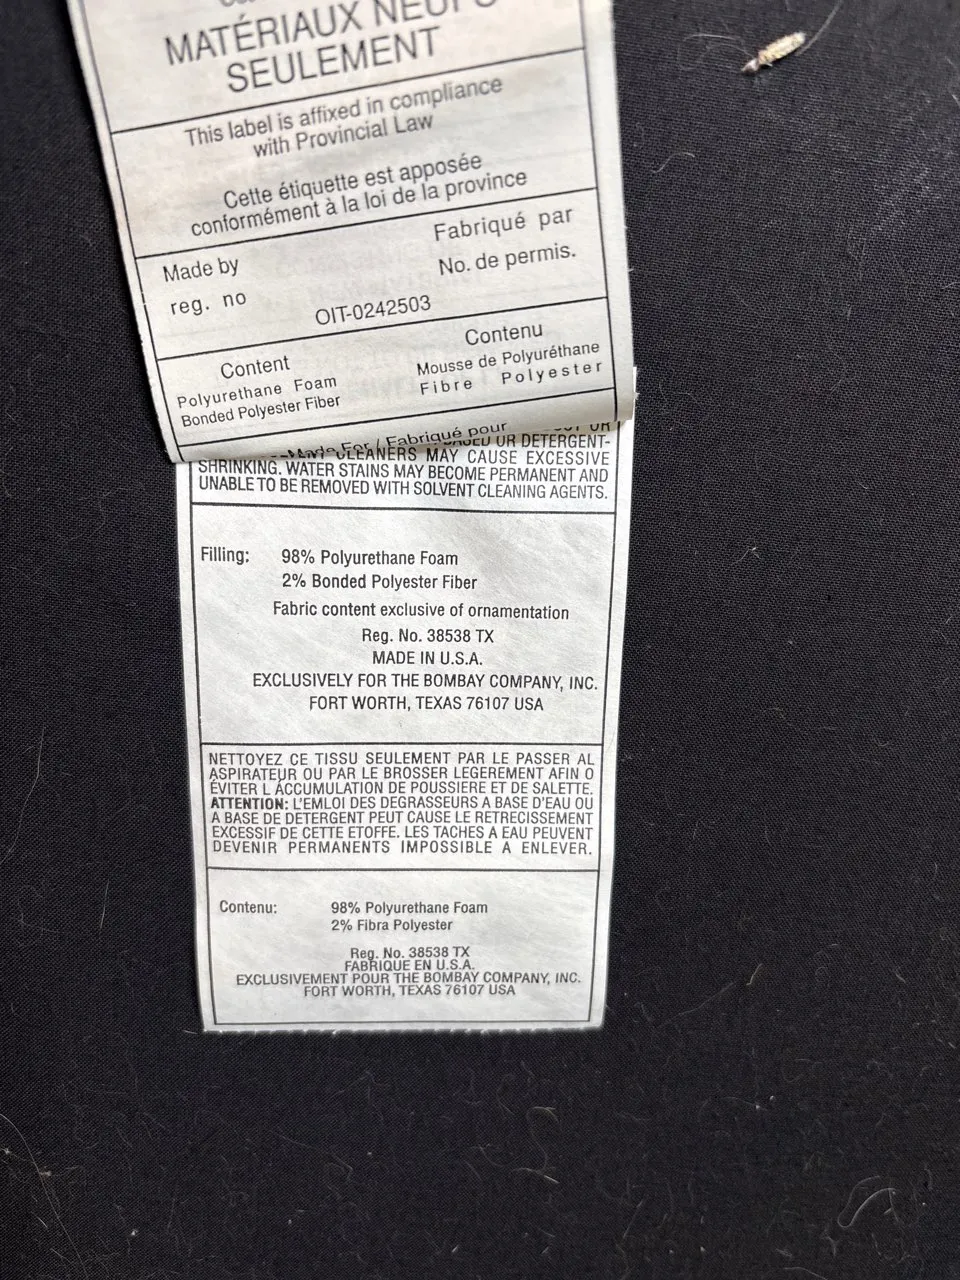 MATÉRIAUX NEUFS
SEULEMENT
This label is affixed in compliance
with Provincial Law
Cette étiquette est apposée
conformément à la loi de la province
Made by
Fabriqué par
reg. no
No. de permis.
OIT-0242503
Content
Contenu
Polyurethane Foam
Mousse de Polyuréthane
Bonded Polyester Fiber
Fibre Polyester
Made For / Fabriqué pour
OR DETERGENT-
CLEANERS MAY CAUSE EXCESSIVE
SHRINKING. WATER STAINS MAY BECOME PERMANENT AND
UNABLE TO BE REMOVED WITH SOLVENT CLEANING AGENTS.
Filling: 98% Polyurethane Foam
2% Bonded Polyester Fiber
Fabric content exclusive of ornamentation
Reg. No. 38538 TX
MADE IN U.S.A.
EXCLUSIVELY FOR THE BOMBAY COMPANY, INC.
FORT WORTH, TEXAS 76107 USA
NETTOYEZ CE TISSU SEULEMENT PAR LE PASSER AL
ASPIRATEUR OU PAR LE BROSSER LEGEREMENT AFIN O
ÉVITER L ACCUMULATION DE POUSSIERE ET DE SALETTE.
ATTENTION: L'EMLOI DES DEGRASSEURS A BASE D'EAU OU
A BASE DE DETERGENT PEUT CAUSE LE RETRECISSEMENT
EXCESSIF DE CETTE ETOFFE. LES TACHES A EAU PEUVENT
DEVENIR PERMANENTS IMPOSSIBLE A ENLEVER.
Contenu: 98% Polyurethane Foam
2% Fibra Polyester
Reg. No. 38538 TX
FABRIQUE EN U.S.A.
EXCLUSIVEMENT POUR THE BOMBAY COMPANY, INC.
FORT WORTH, TEXAS 76107 USA